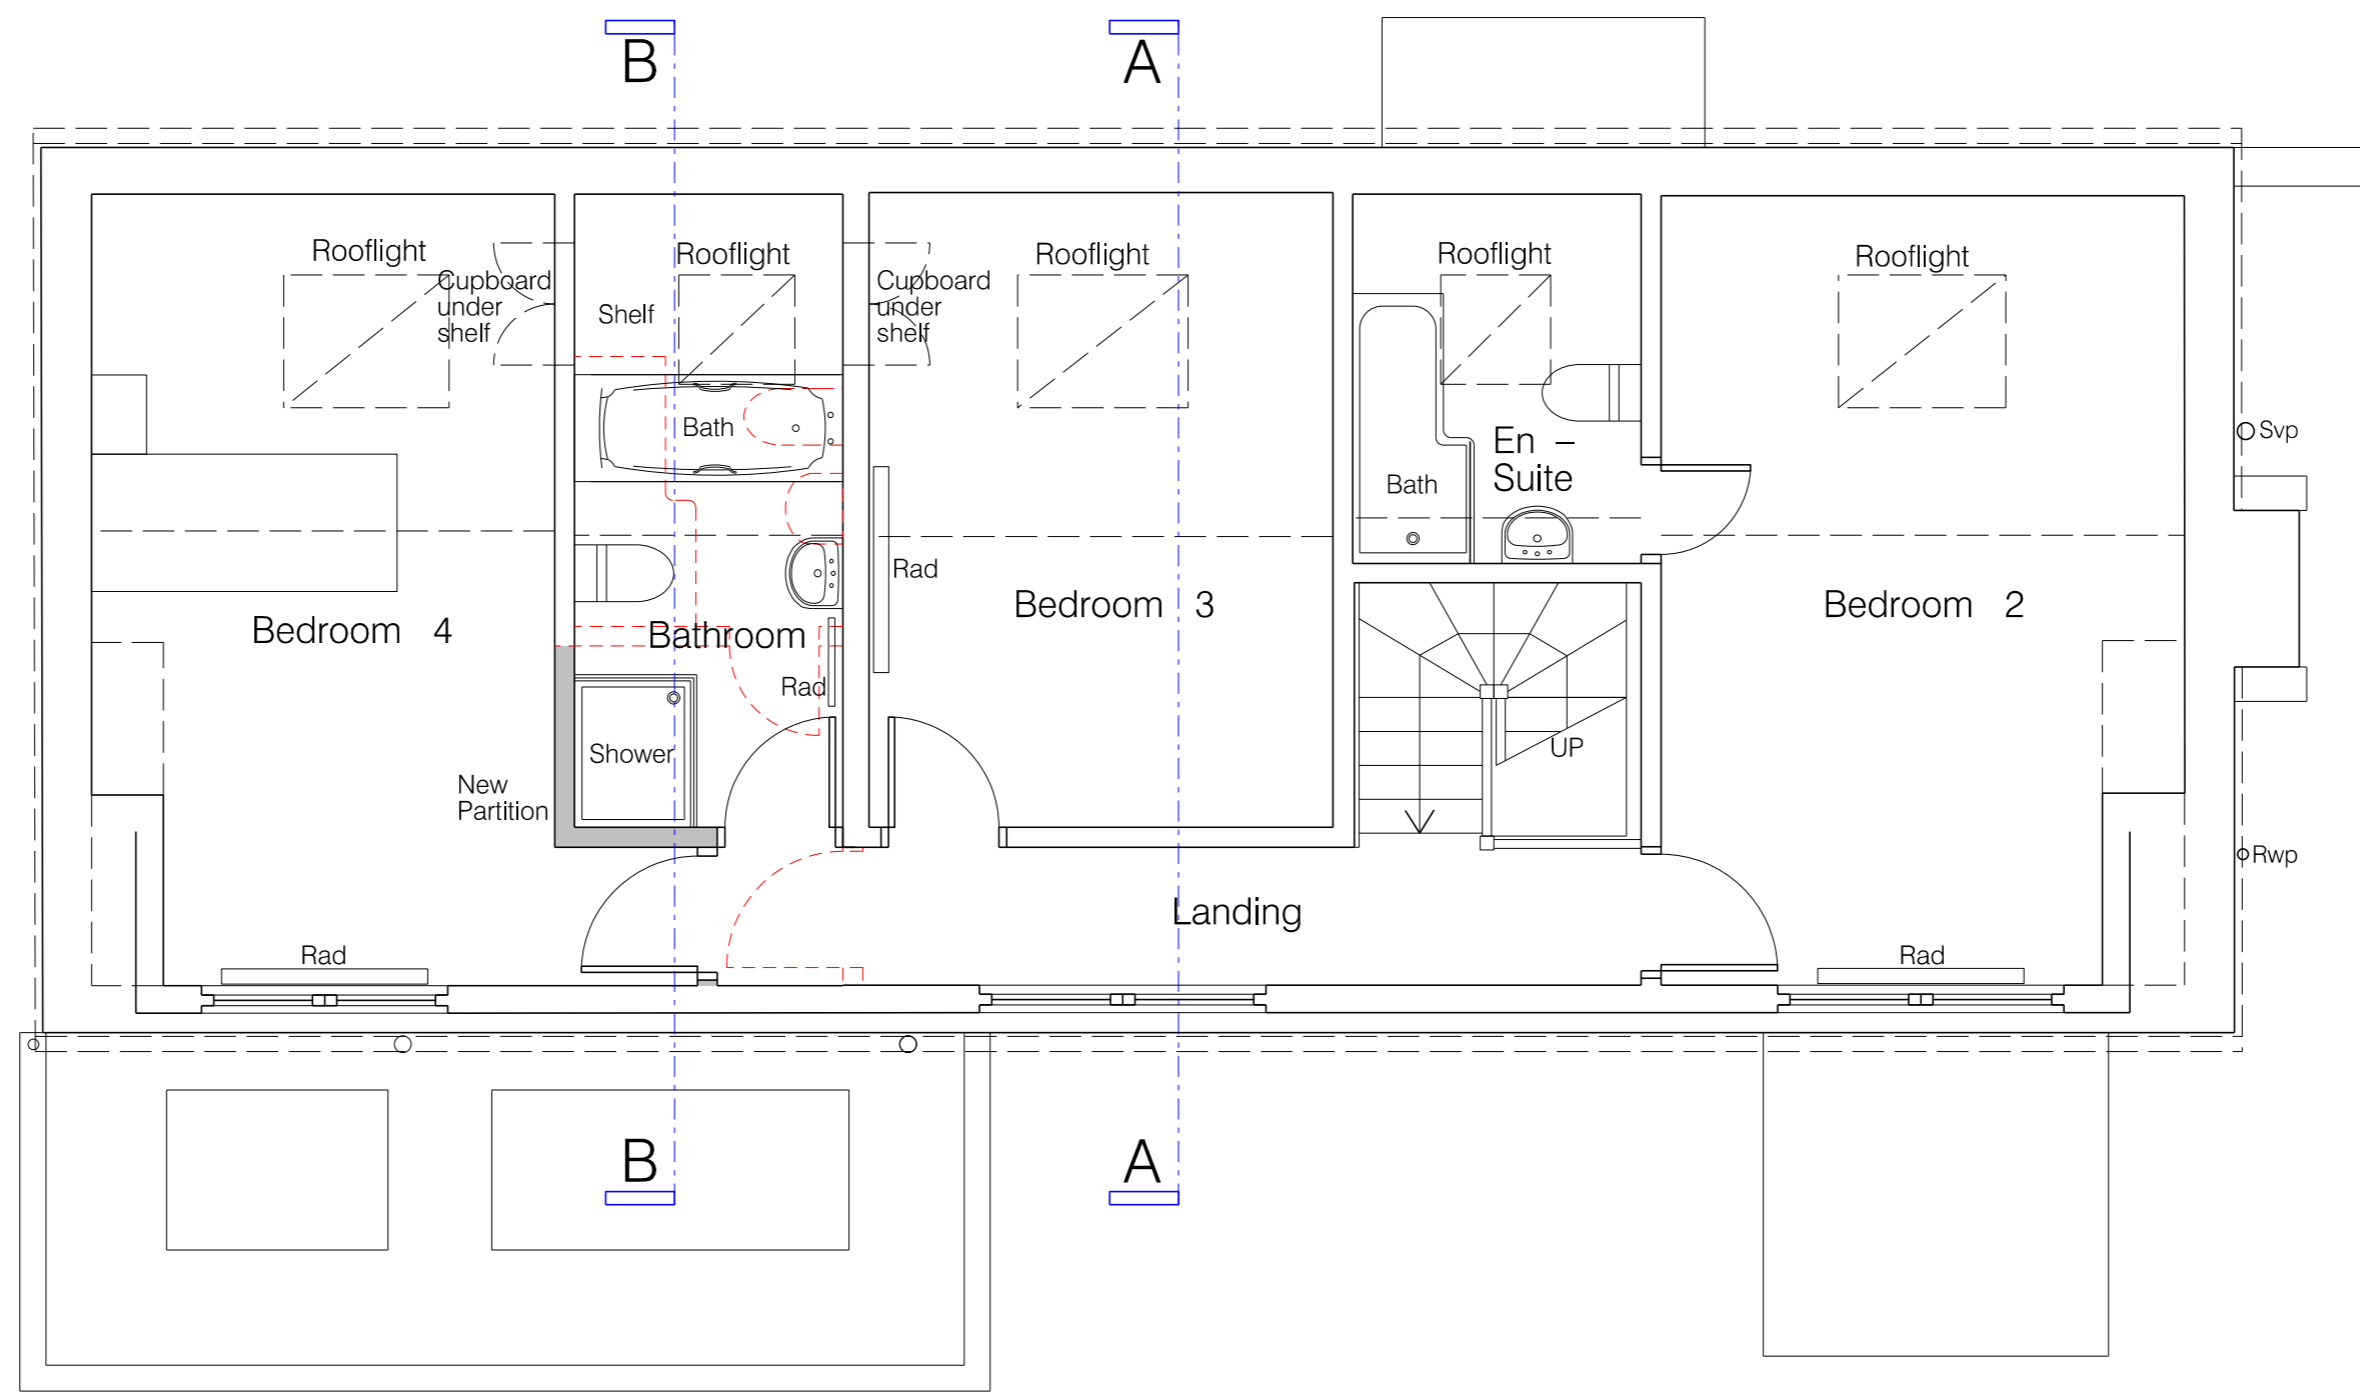 B
A
Rooflight
Rooflight
Rooflight
Rooflight
Rooflight
Cupboard
under
shelf
Shelf
Cupboard
under
shelf
Bath
En –
Suite
Bath
Svp
Rad
Bedroom 4
Bathroom
Bedroom 3
Bedroom 2
Rad
Shower
UP
New
Partition
Rwp
Landing
Rad
Rad
B
A